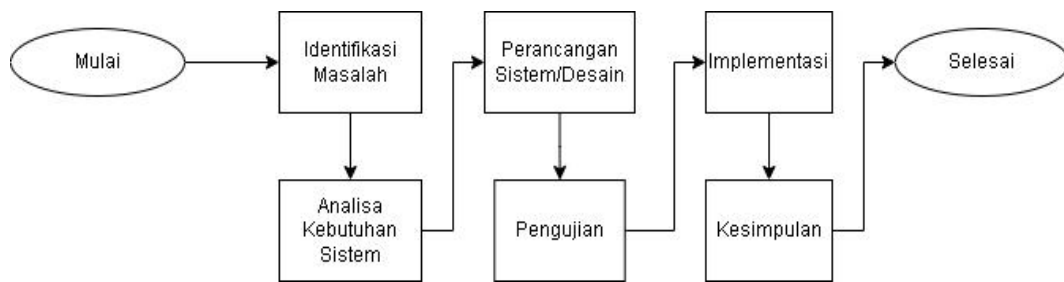 Mulai
Identifikasi
Masalah
Analisa
Kebutuhan
Sistem
Perancangan
Sistem/Desain
Pengujian
Implementasi
Kesimpulan
Selesai